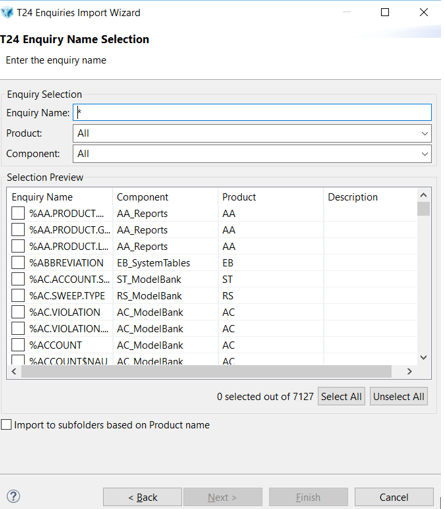 T24 Enquiries Import Wizard
T24 Enquiry Name Selection
Enter the enquiry name
Enquiry Selection
Enquiry Name: *
Product: All
Component: All
Selection Preview
Enquiry Name Component Product Description
%AA.PRODUCT.... AA_Reports AA
%AA.PRODUCT.G... AA_Reports AA
%AA.PRODUCT.L... AA_Reports AA
%ABBREVIATION EB_SystemTables EB
%AC.ACCOUNT.S... ST_ModelBank ST
%AC.SWEEP.TYPE RS_ModelBank RS
%AC.VIOLATION AC_ModelBank AC
%AC.VIOLATION.... AC_ModelBank AC
%ACCOUNT AC_ModelBank AC
%ACCOUNT$NAU AC_ModelBank AC
0 selected out of 7127 Select All Unselect All
Import to subfolders based on Product name
? < Back Next > Finish Cancel